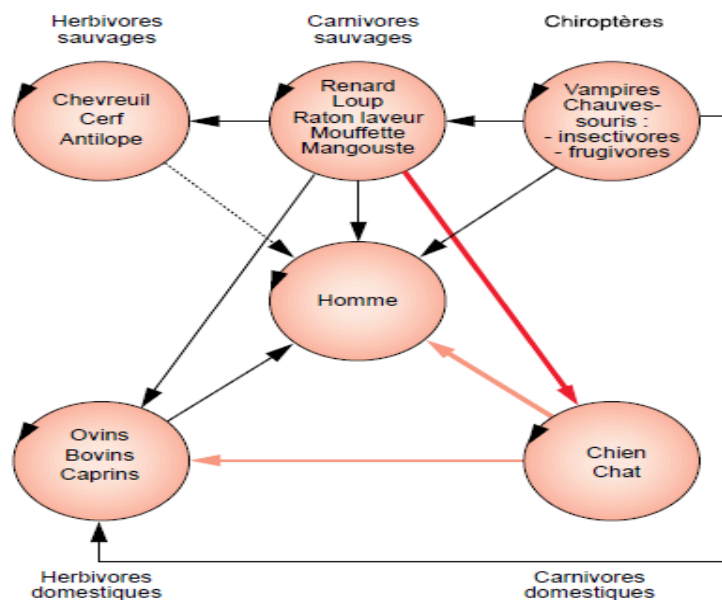 Herbivores
sauvages
Carnivores
sauvages
Chiroptères
Chevreuil
Cerf
Antilope
Renard
Loup
Raton laveur
Mouffette
Mangouste
Vampires
Chauves-
souris :
- insectivores
- frugivores
Homme
Ovins
Bovins
Caprins
Chien
Chat
Herbivores
domestiques
Carnivores
domestiques